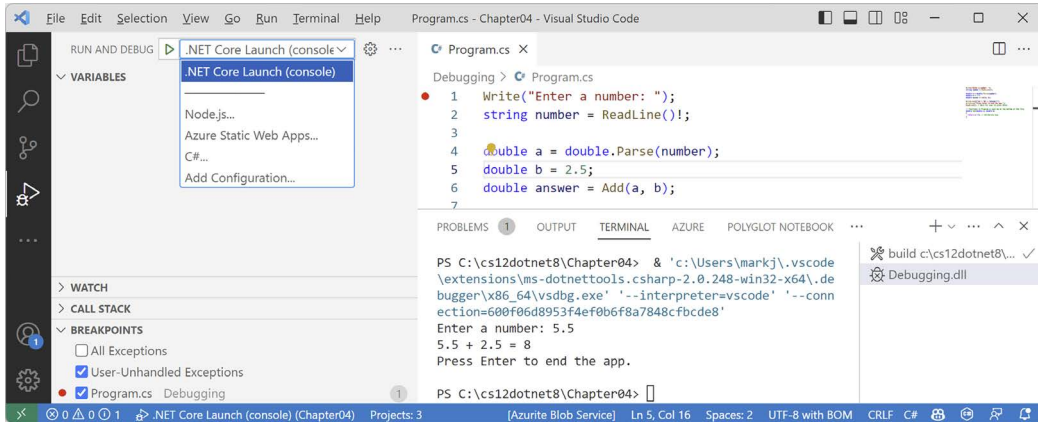 File Edit Selection View Go Run Terminal Help Program.cs - Chapter04 - Visual Studio Code
RUN AND DEBUG .NET Core Launch (console
.NET Core Launch (console)
Node.js...
Azure Static Web Apps...
C#...
Add Configuration...
VARIABLES
WATCH
CALL STACK
BREAKPOINTS
All Exceptions
User-Unhandled Exceptions
Program.cs Debugging 1
1
Program.cs
Debugging > Program.cs
1 Write("Enter a number: ");
2 string number = ReadLine()!;
3
4 double a = double.Parse(number);
5 double b = 2.5;
6 double answer = Add(a, b);
7
PROBLEMS 1 OUTPUT TERMINAL AZURE POLYGLOT NOTEBOOK
PS C:\cs12dotnet8\Chapter04> & 'c:\Users\markj\.vscode
\extensions\ms-dotnettools.csharp-2.0.248-win32-x64\.de
bugger\x86_64\vsdbg.exe' '--interpreter=vscode' '--conn
ection=600f06d8953f4ef0b6f8a7848cfbcde8'
Enter a number: 5.5
5.5 + 2.5 = 8
Press Enter to end the app.
PS C:\cs12dotnet8\Chapter04>
build c:\cs12dotnet8\...
Debugging.dll
0 0 1 .NET Core Launch (console) (Chapter04) Projects: 3 [Azurite Blob Service] Ln 5, Col 16 Spaces: 2 UTF-8 with BOM CRLF C#